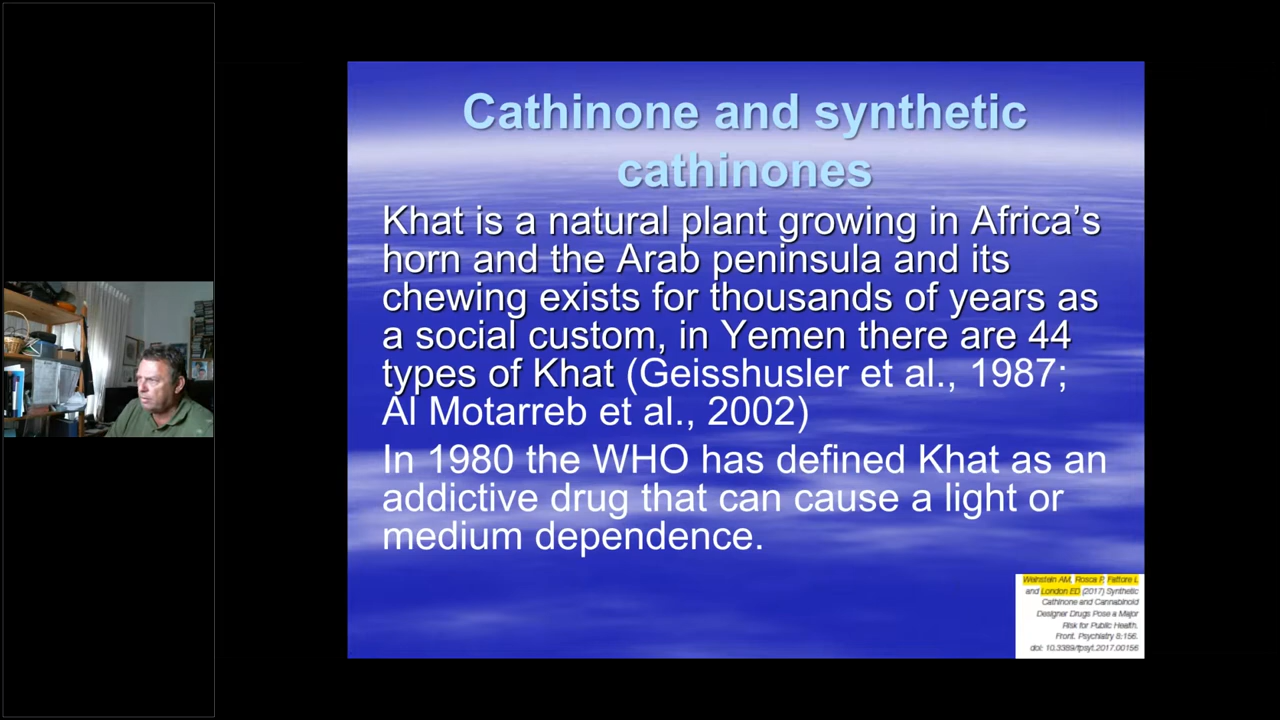 Cathinone and synthetic
cathinones
Khat is a natural plant growing in Africa’s
horn and the Arab peninsula and its
chewing exists for thousands of years as
a social custom, in Yemen there are 44
types of Khat (Geisshusler et al., 1987;
Al Motarreb et al., 2002)
In 1980 the WHO has defined Khat as an
addictive drug that can cause a light or
medium dependence.
Weinstein AM, Rosca P, Fattore L
and London ED (2017) Synthetic
Cathinone and Cannabinoid
Designer Drugs Pose a Major
Risk for Public Health.
Front. Psychiatry 8:156.
doi: 10.3389/fpsyt.2017.00156